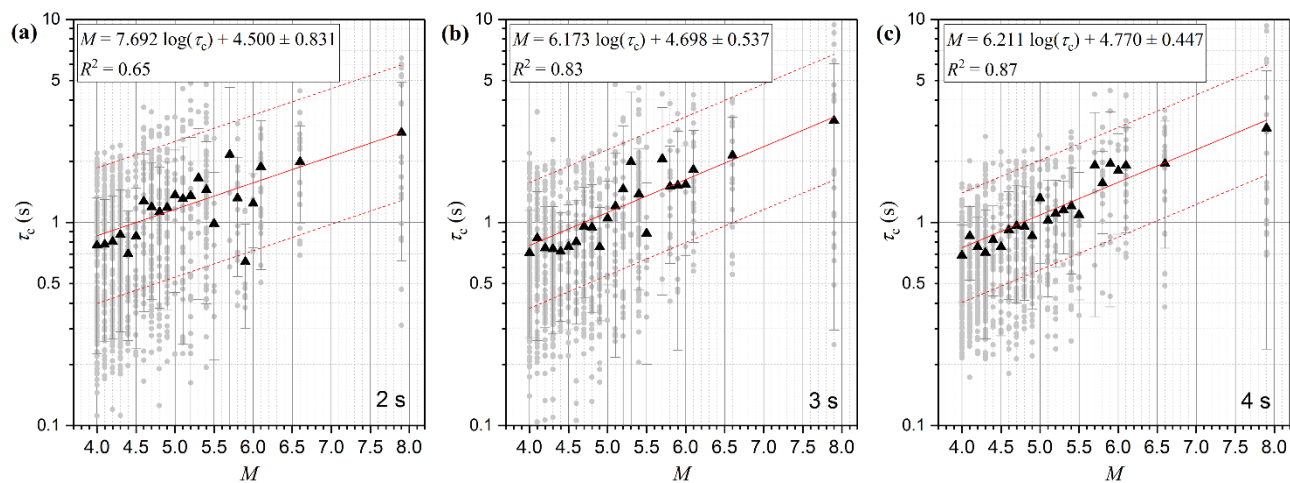 (a)
M = 7.692 log(τc) + 4.500 ± 0.831
R² = 0.65
10
5
1
0.5
0.1
τc (s)
2 s
4.0 4.5 5.0 5.5 6.0 6.5 7.0 7.5 8.0
M
(b)
M = 6.173 log(τc) + 4.698 ± 0.537
R² = 0.83
10
5
1
0.5
0.1
τc (s)
3 s
4.0 4.5 5.0 5.5 6.0 6.5 7.0 7.5 8.0
M
(c)
M = 6.211 log(τc) + 4.770 ± 0.447
R² = 0.87
10
5
1
0.5
0.1
τc (s)
4 s
4.0 4.5 5.0 5.5 6.0 6.5 7.0 7.5 8.0
M